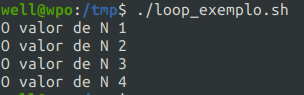 well@wpo:/tmp$ ./loop_exemplo.sh
O valor de N 1
O valor de N 2
O valor de N 3
O valor de N 4